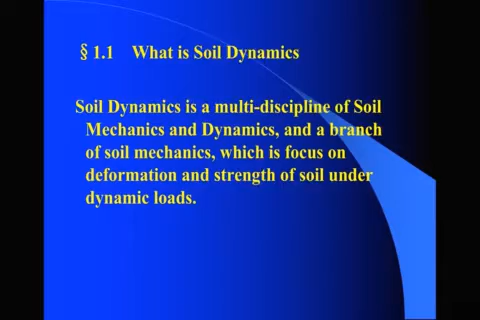 § 1.1 What is Soil Dynamics
Soil Dynamics is a multi-discipline of Soil
Mechanics and Dynamics, and a branch
of soil mechanics, which is focus on
deformation and strength of soil under
dynamic loads.